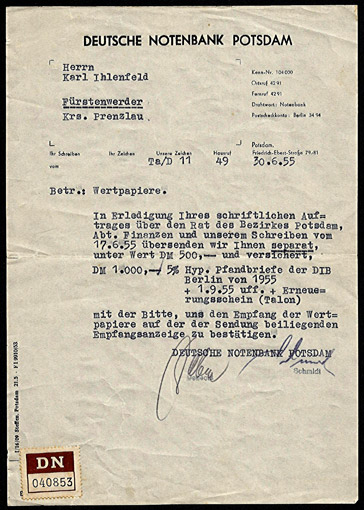 DEUTSCHE NOTENBANK POTSDAM
Herrn
Karl Ihlenfeld
Fürstenwerder
Krs. Prenzlau
Kenn-Nr. 104000
Ortsruf 4291
Fernruf 4291
Drahtwort: Notenbank
Postscheckkonto: Berlin 34 94
Ihr Schreiben
vom
Ihr Zeichen
Unsere Zeichen
Ta/D 11
Hausruf
49
Potsdam,
Friedrich-Ebert-Straße 79-81
30.6.55
Betr.: Wertpapiere.
In Erledigung Ihres schriftlichen Auf-
trages über den Rat des Bezirkes Potsdam,
Abt. Finanzen und unserem Schreiben vom
17.6.55 übersenden wir Ihnen separat,
unter Wert DM 500,— und versichert,
DM 1.000,-/ 5% Hyp. Pfandbriefe der DIB
Berlin von 1955
+ 1.9.55 uff. + Erneue-
rungsschein (Talon)
mit der Bitte, uns den Empfang der Wert-
papiere auf der der Sendung beiliegenden
Empfangsanzeige zu bestätigen.
DEUTSCHE NOTENBANK POTSDAM
Schmidt
DN
040853